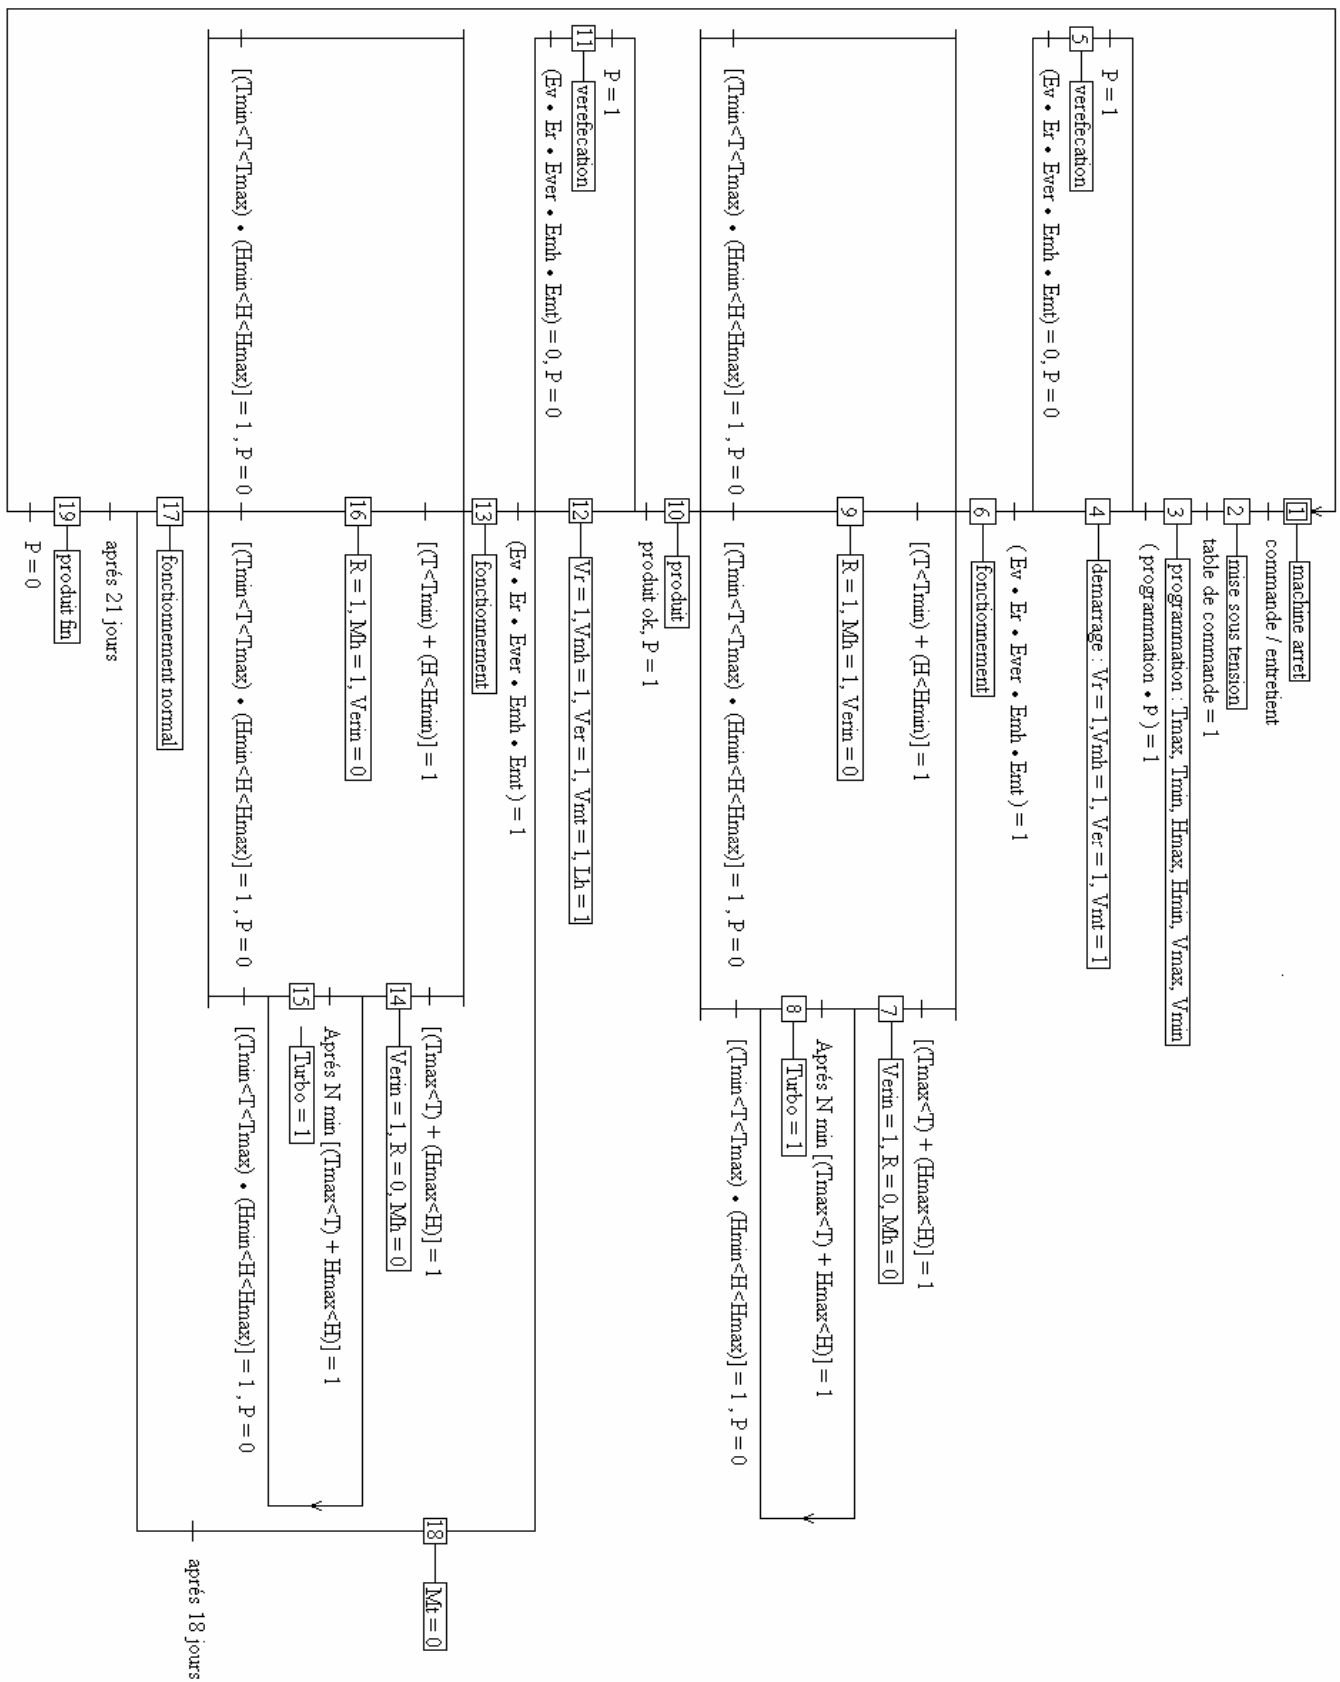 1 machine arret
commande / entretient
2 mise sous tension
table de commande = 1
3 programmation : Tmax, Tmin, Hmax, Hmin, Vmax, Vmin
( programmation • p ) = 1
P = 1
4 demarrage : Vr = 1,Vmh = 1, Ver = 1, Vmt = 1
5 verefecation
(Ev • Er • Ever • Emh • Emt) = 0, P = 0
( Ev • Er • Ever • Emh • Emt ) = 1
6 fonctionnement
[(T<Tmin) + (H<Hmin)] = 1
[(Tmax<T) + (Hmax<H)] = 1
7 Verin = 1, R = 0, Mh = 0
9 R = 1, Mh = 1, Verin = 0
Aprés N min [(Tmax<T) + Hmax<H)] = 1
8 Turbo = 1
[(Tmin<T<Tmax) • (Hmin<H<Hmax)] = 1 , P = 0
[(Tmin<T<Tmax) • (Hmin<H<Hmax)] = 1 , P = 0
[(Tmin<T<Tmax) • (Hmin<H<Hmax)] = 1 , P = 0
10 produit
produit ok, P = 1
P = 1
11 verefecation
12 Vr = 1,Vmh = 1, Ver = 1, Vmt = 1, Lh = 1
(Ev • Er • Ever • Emh • Emt) = 0, P = 0
(Ev • Er • Ever • Emh • Emt ) = 1
13 fonctionnement
18 Mt = 0
[(T<Tmin) + (H<Hmin)] = 1
[(Tmax<T) + (Hmax<H)] = 1
14 Verin = 1, R = 0, Mh = 0
16 R = 1, Mh = 1, Verin = 0
Aprés N min [(Tmax<T) + Hmax<H)] = 1
15 Turbo = 1
[(Tmin<T<Tmax) • (Hmin<H<Hmax)] = 1 , P = 0
[(Tmin<T<Tmax) • (Hmin<H<Hmax)] = 1 , P = 0
[(Tmin<T<Tmax) • (Hmin<H<Hmax)] = 1 , P = 0
aprés 18 jours
17 fonctionnement normal
aprés 21 jours
19 produit fin
P = 0